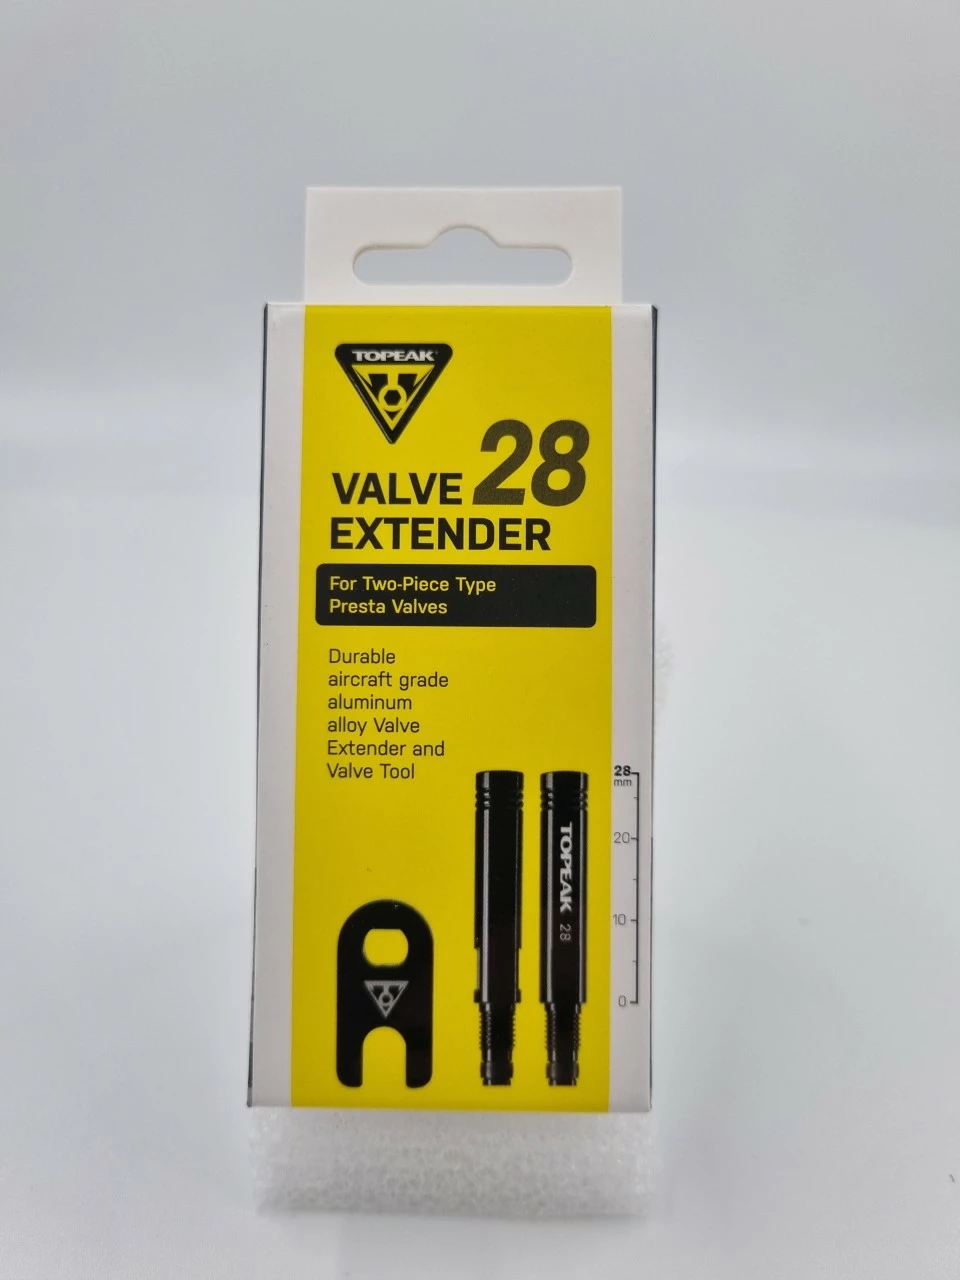 TOPEAK
VALVE 28
EXTENDER
For Two-Piece Type
Presta Valves
Durable
aircraft grade
aluminum
alloy Valve
Extender and
Valve Tool
28
mm
20
10
0
TOPEAK 28